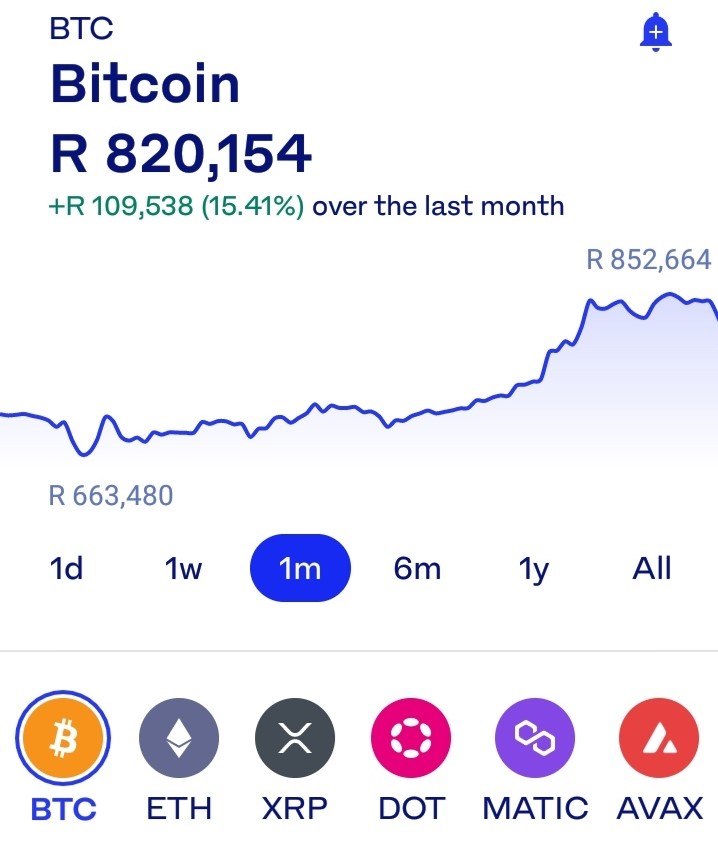 BTC
Bitcoin
R 820,154
+R 109,538 (15.41%) over the last month
R 852,664
R 663,480
1d 1w 1m 6m 1y All
BTC ETH XRP DOT MATIC AVAX